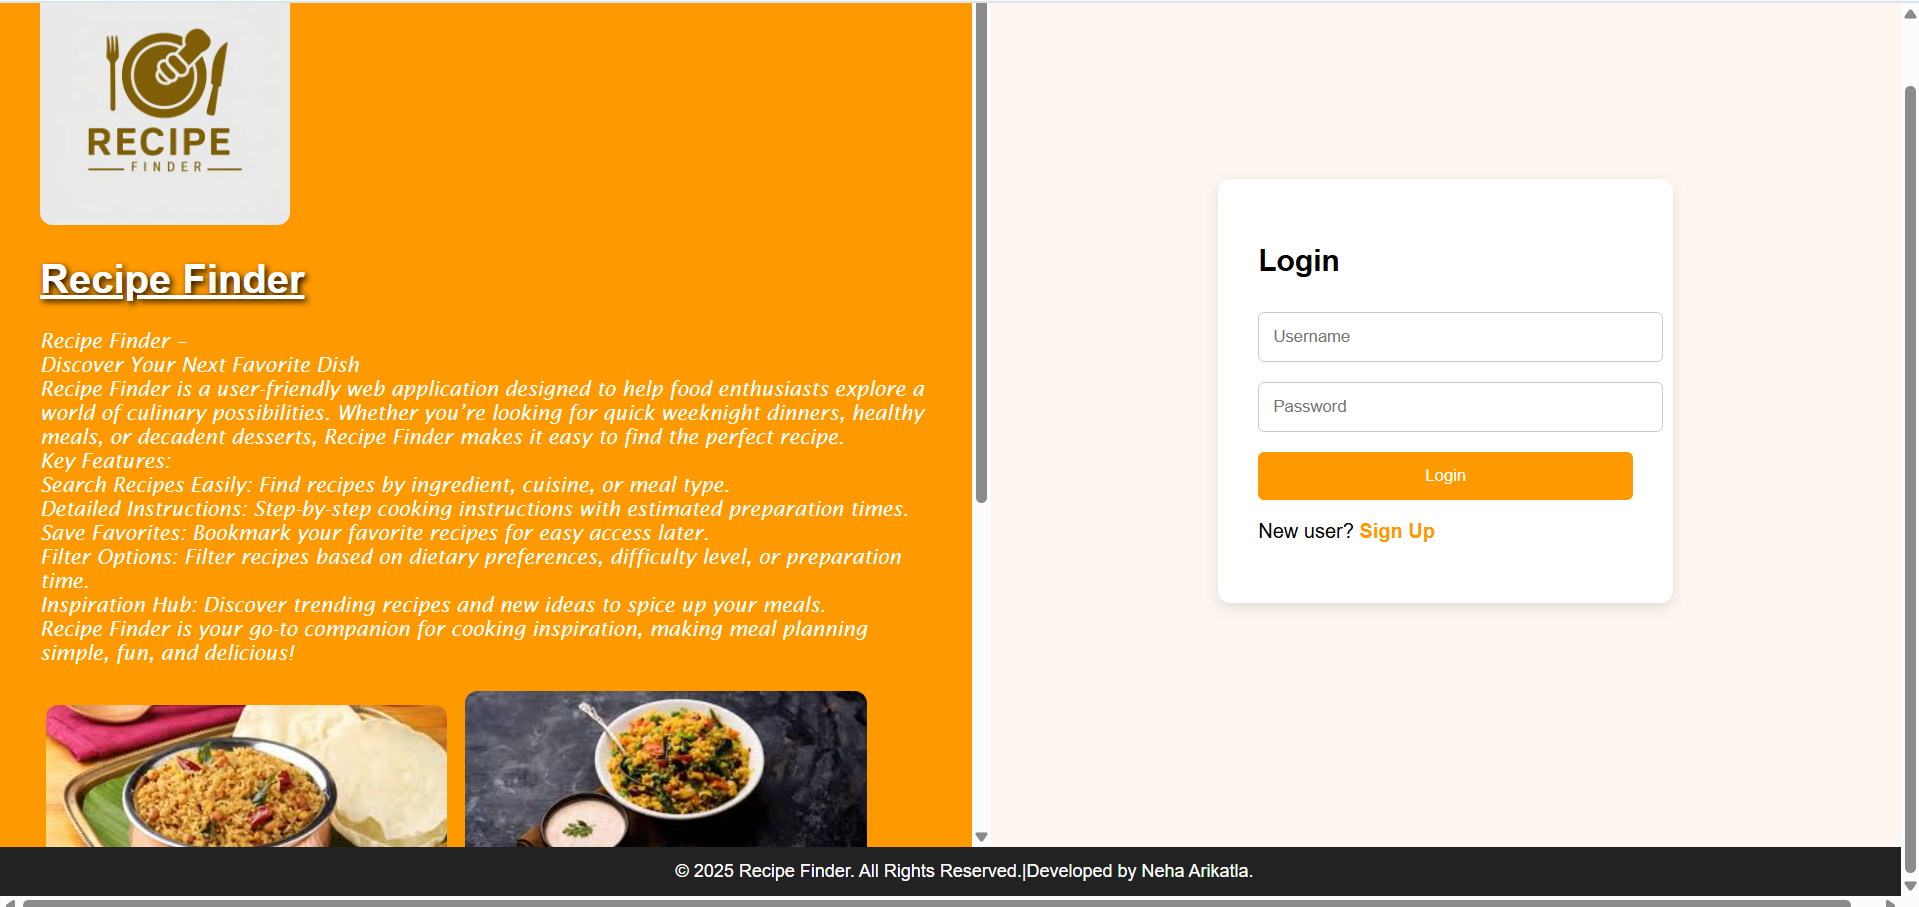 RECIPE
FINDER
Recipe Finder
Recipe Finder –
Discover Your Next Favorite Dish
Recipe Finder is a user-friendly web application designed to help food enthusiasts explore a
world of culinary possibilities. Whether you’re looking for quick weeknight dinners, healthy
meals, or decadent desserts, Recipe Finder makes it easy to find the perfect recipe.
Key Features:
Search Recipes Easily: Find recipes by ingredient, cuisine, or meal type.
Detailed Instructions: Step-by-step cooking instructions with estimated preparation times.
Save Favorites: Bookmark your favorite recipes for easy access later.
Filter Options: Filter recipes based on dietary preferences, difficulty level, or preparation
time.
Inspiration Hub: Discover trending recipes and new ideas to spice up your meals.
Recipe Finder is your go-to companion for cooking inspiration, making meal planning
simple, fun, and delicious!
Login
Username
Password
Login
New user? Sign Up
© 2025 Recipe Finder. All Rights Reserved.|Developed by Neha Arikatla.